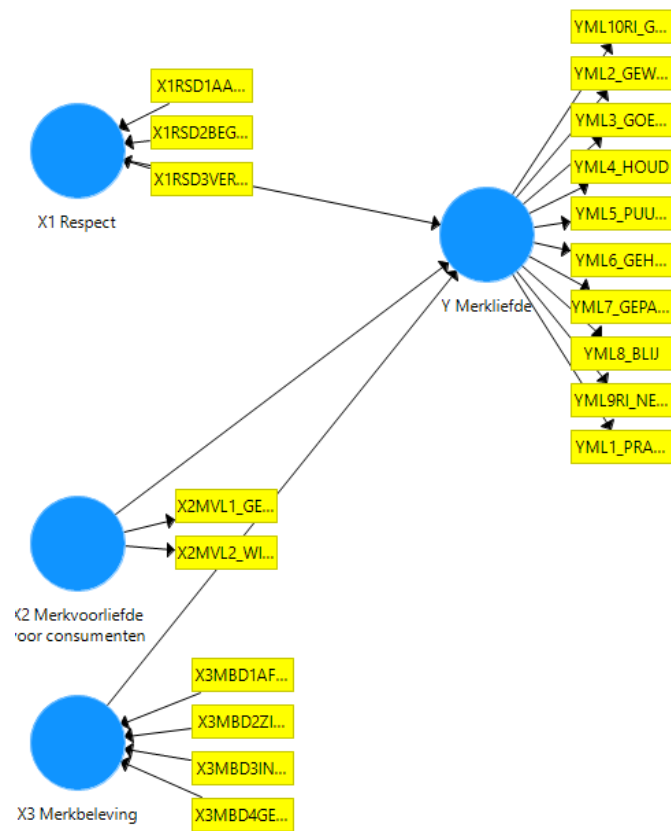 YML10RI_G...
YML2_GEW...
X1RSD1AA...
YML3_GOE...
X1RSD2BEG...
YML4_HOUD
X1RSD3VER...
YML5_PUU...
X1 Respect
YML6_GEH...
Y Merkliefde
YML7_GEPA...
YML8_BLIJ
YML9RI_NE...
YML1_PRA...
X2MVL1_GE...
X2MVL2_WI...
X2 Merkvoorliefde
voor consumenten
X3MBD1AF...
X3MBD2ZI...
X3MBD3IN...
X3 Merkbeleving
X3MBD4GE...